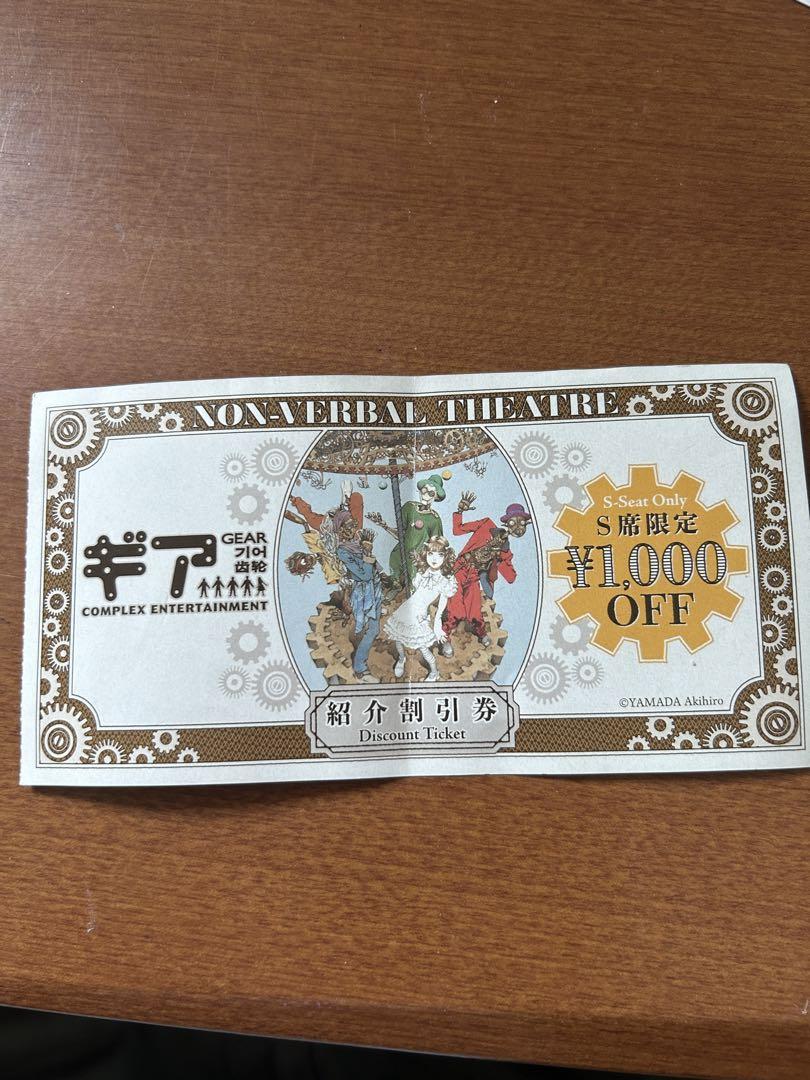 NON-VERBAL THEATRE
ギア
GEAR
기어
齿轮
COMPLEX ENTERTAINMENT
S-Seat Only
S席限定
¥1,000
OFF
©YAMADA Akihiro
紹介割引券
Discount Ticket